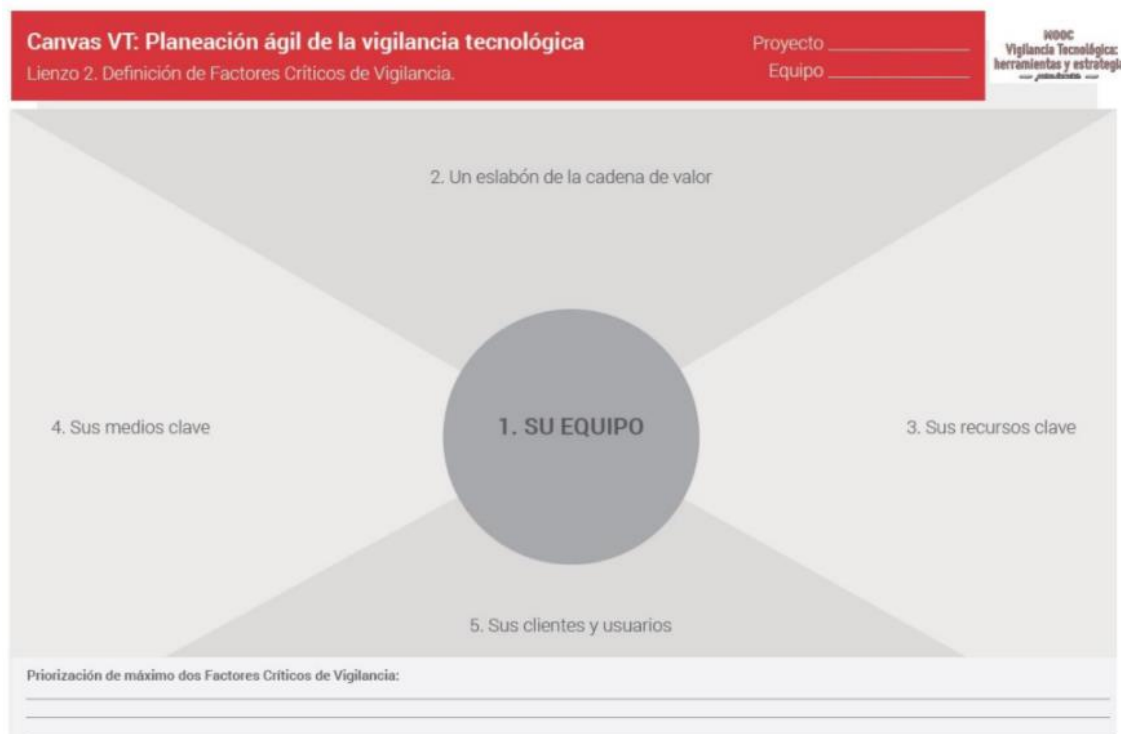 Canvas VT: Planeación ágil de la vigilancia tecnológica
Lienzo 2. Definición de Factores Críticos de Vigilancia.
Proyecto
Equipo
MOOC
Vigilancia Tecnológica:
herramientas y estrategia
2. Un eslabón de la cadena de valor
4. Sus medios clave
1. SU EQUIPO
3. Sus recursos clave
5. Sus clientes y usuarios
Priorización de máximo dos Factores Críticos de Vigilancia: